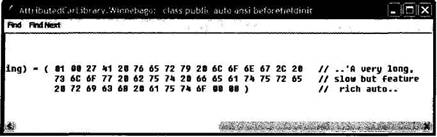 AttributedCarLibrary.Winnebago: class public auto ansi beforefieldinit
Find Find Next
ing) = ( 01 00 27 41 20 76 65 72 79 20 6C 6F 6E 67 2C 20 // ..'A very long,
73 6C 6F 77 20 62 75 74 20 66 65 61 74 75 72 65 // slow but feature
20 72 69 63 68 20 61 75 74 6F 00 00 ) // rich auto..